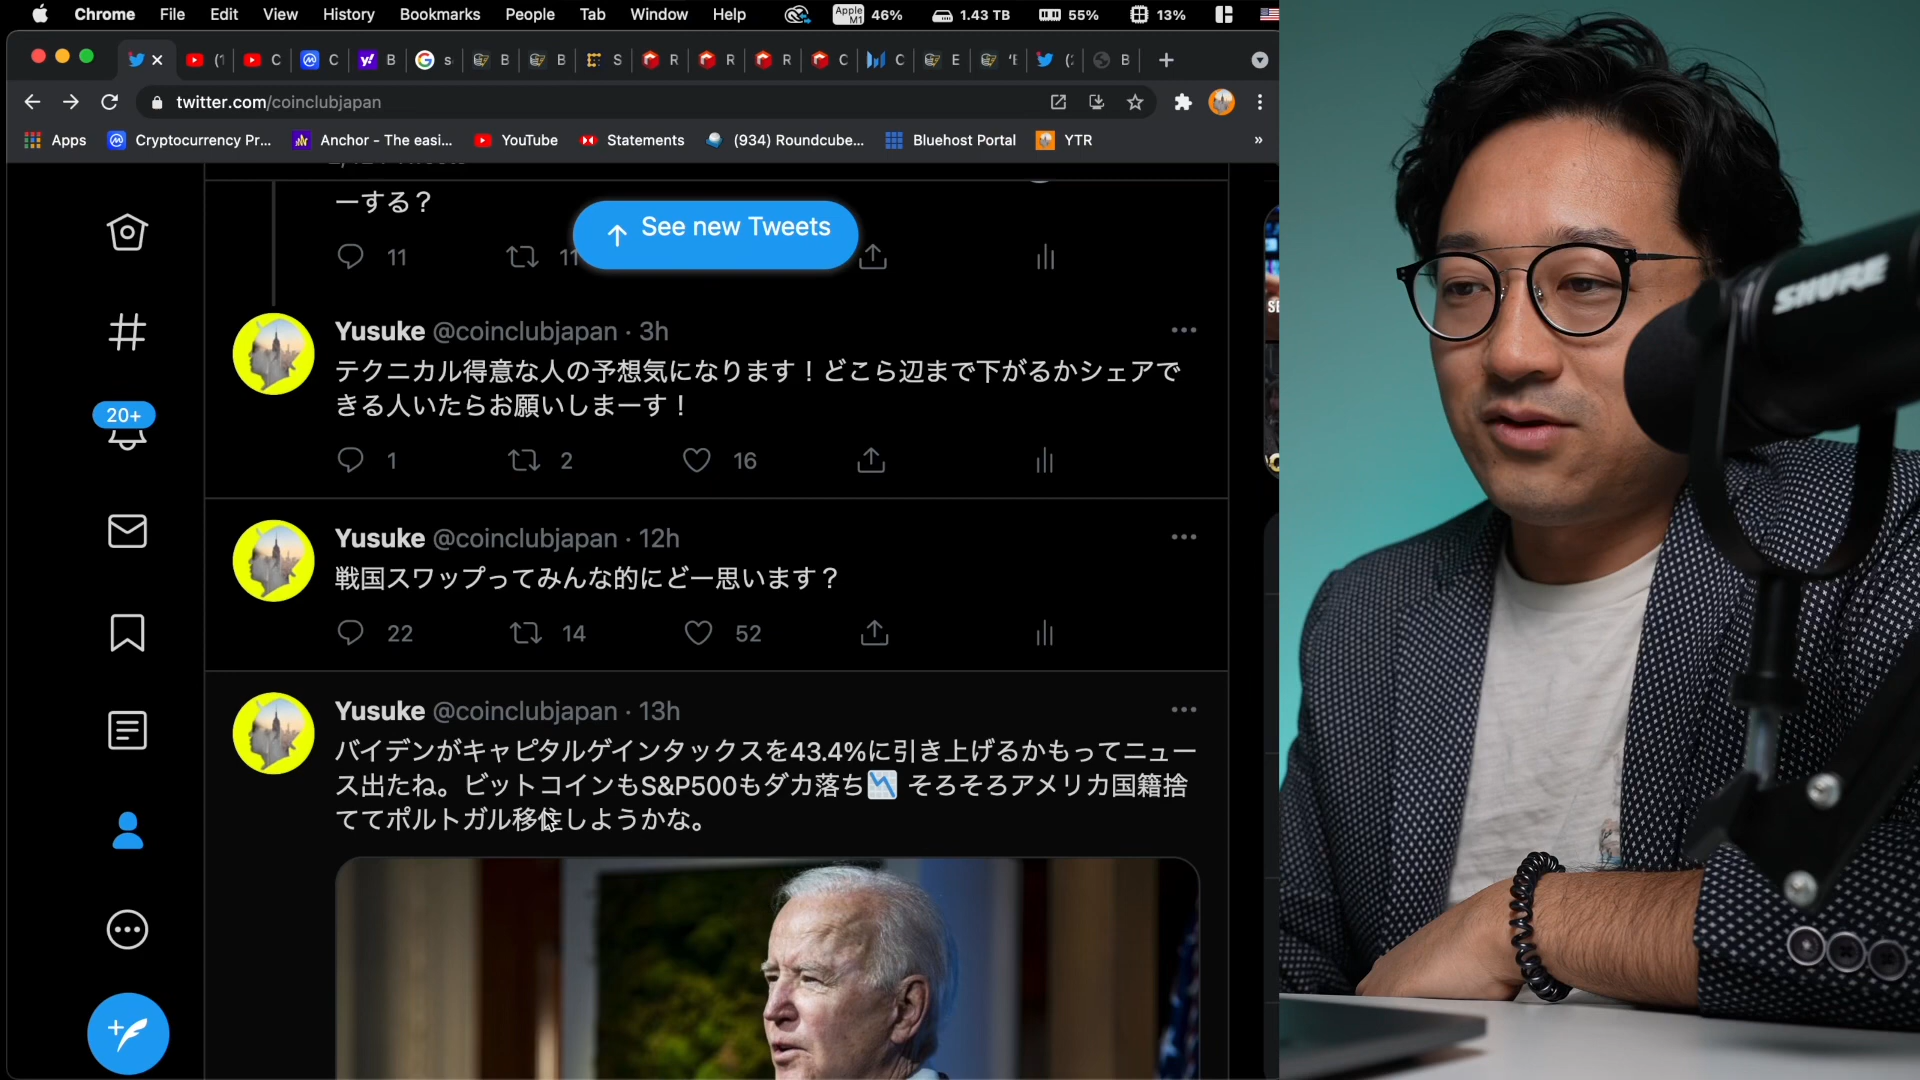 Chrome File Edit View History Bookmarks People Tab Window Help Apple M1 46% 1.43 TB 55% 13%
C C B s B B S R R R C C E B
twitter.com/coinclubjapan
Apps Cryptocurrency Pr... Anchor - The easi... YouTube Statements (934) Roundcube... Bluehost Portal YTR »
ーする？
See new Tweets
11
Yusuke @coinclubjapan · 3h
テクニカル得意な人の予想気になります！どこら辺まで下がるかシェアで
きる人いたらお願いしまーす！
1 2 16
20+
Yusuke @coinclubjapan · 12h
戦国スワップってみんな的にどー思います？
22 14 52
Yusuke @coinclubjapan · 13h
バイデンがキャピタルゲインタックスを43.4%に引き上げるかもってニュー
ス出たね。ビットコインもS&P500もダカ落ち📉 そろそろアメリカ国籍捨
ててポルトガル移住しようかな。
SHURE